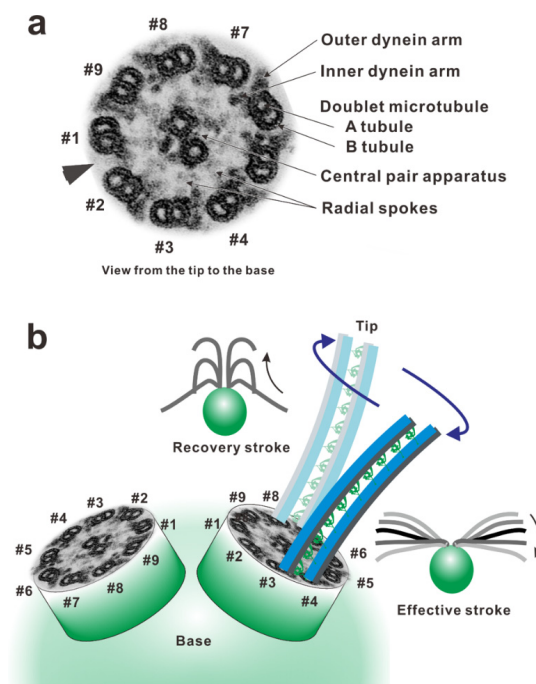 a
#8
#7
Outer dynein arm
#9
Inner dynein arm
Doublet microtubule
A tubule
#1
B tubule
Central pair apparatus
#2
Radial spokes
#3
#4
View from the tip to the base
b
Tip
Recovery stroke
#3
#2
#4
#1
#5
#9
#6
#7
#8
#9
#8
#1
#2
#3
#6
#5
#4
Effective stroke
Base